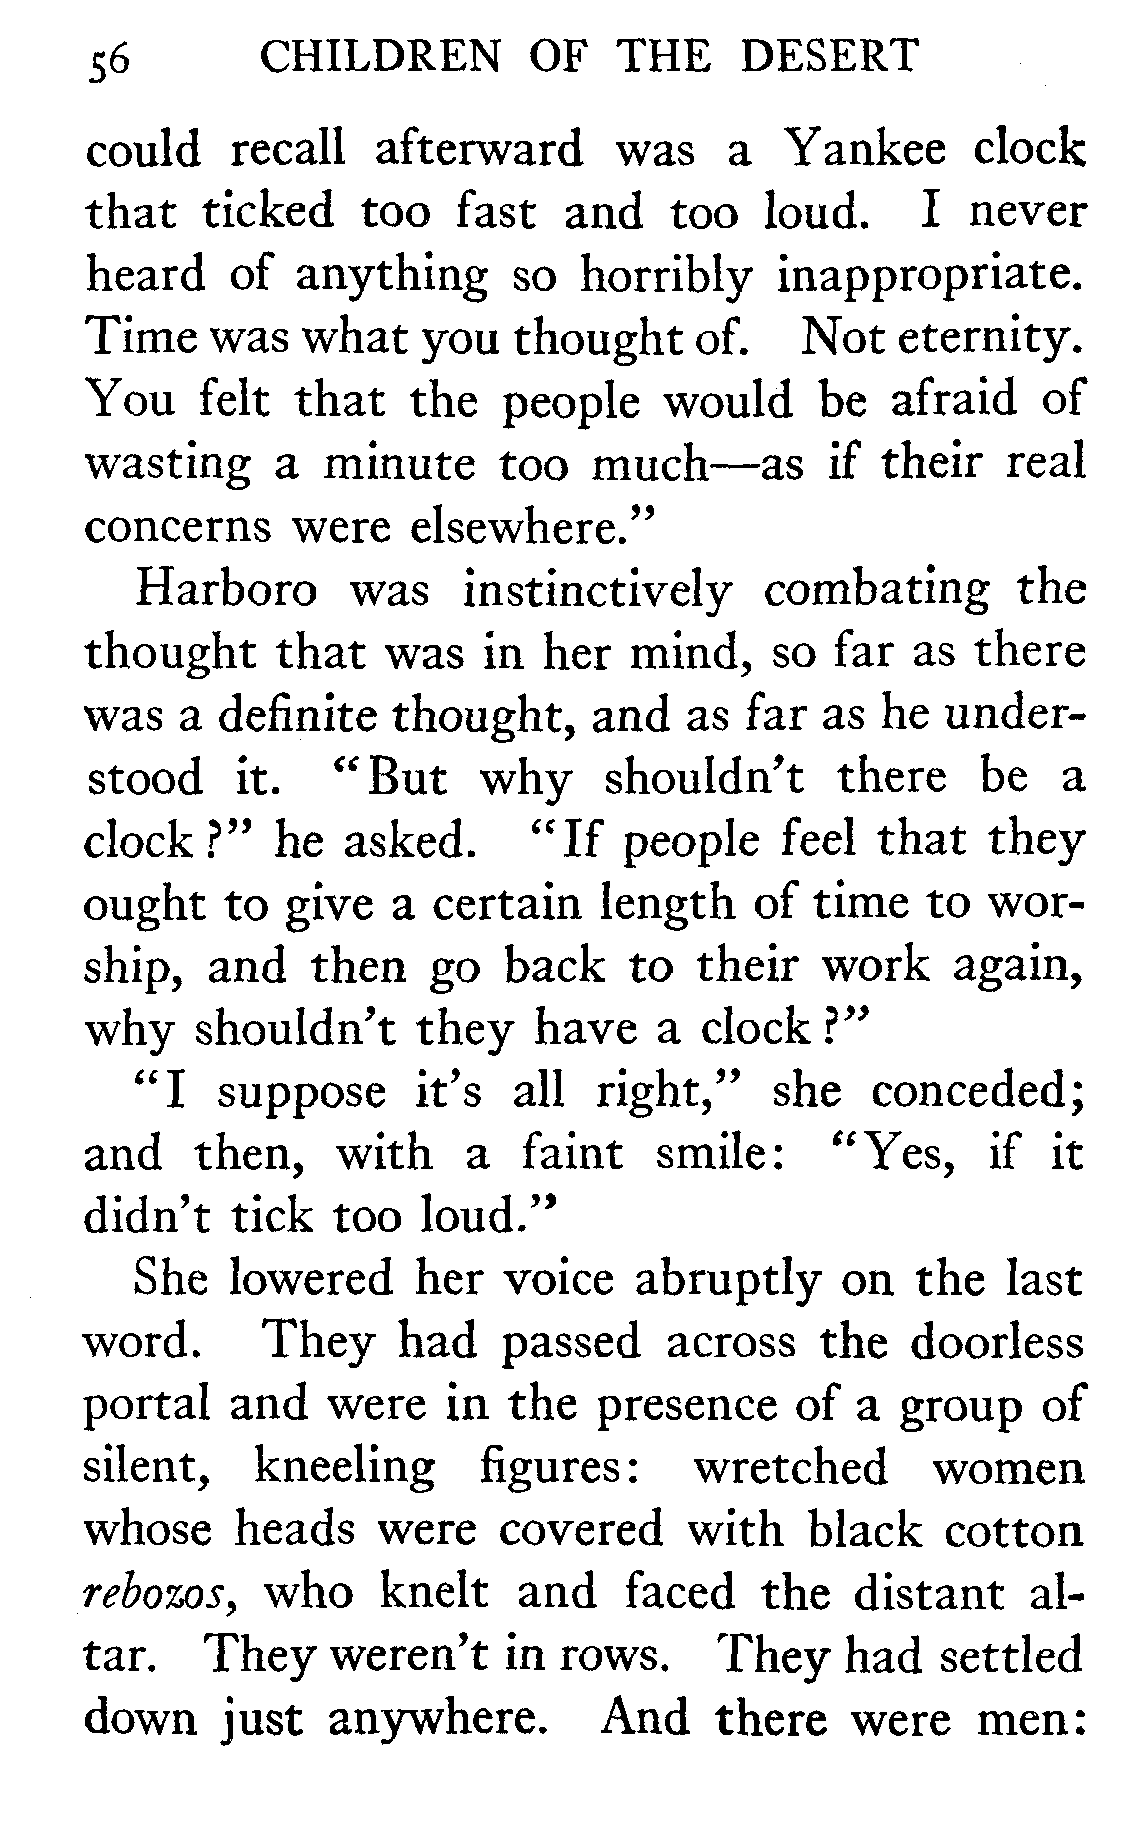 56 CHILDREN OF THE DESERT
could recall afterward was a Yankee clock
that ticked too fast and too loud. I never
heard of anything so horribly inappropriate.
Time was what you thought of. Not eternity.
You felt that the people would be afraid of
wasting a minute too much—as if their real
concerns were elsewhere.”
Harboro was instinctively combating the
thought that was in her mind, so far as there
was a definite thought, and as far as he under-
stood it. “But why shouldn’t there be a
clock?” he asked. “If people feel that they
ought to give a certain length of time to wor-
ship, and then go back to their work again,
why shouldn’t they have a clock?”
“I suppose it’s all right,” she conceded;
and then, with a faint smile: “Yes, if it
didn’t tick too loud.”
She lowered her voice abruptly on the last
word. They had passed across the doorless
portal and were in the presence of a group of
silent, kneeling figures: wretched women
whose heads were covered with black cotton
rebozos, who knelt and faced the distant al-
tar. They weren’t in rows. They had settled
down just anywhere. And there were men: